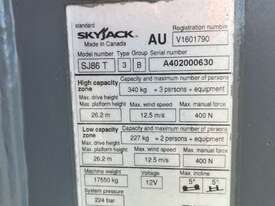 standard
SKYJACK
Made in Canada
AU
Registration number
V1601790
Model number Type Group Serial number
SJ86 T 3 B A402000630
High capacity zone
Capacity and maximum number of persons
340 kg = 3 persons + equipment
Max. drive height Max. wind speed Max. manual force
Max. platform height
26.2 m 12.5 m/s 400 N
Low capacity zone
Capacity and maximum number of persons
227 kg = 2 persons + equipment
Max. drive height Max. wind speed Max. manual force
26.2 m 12.5 m/s 400 N
Machine weight Voltage Max. incline
17550 kg 12V 5° 5°
System pressure
224 bar